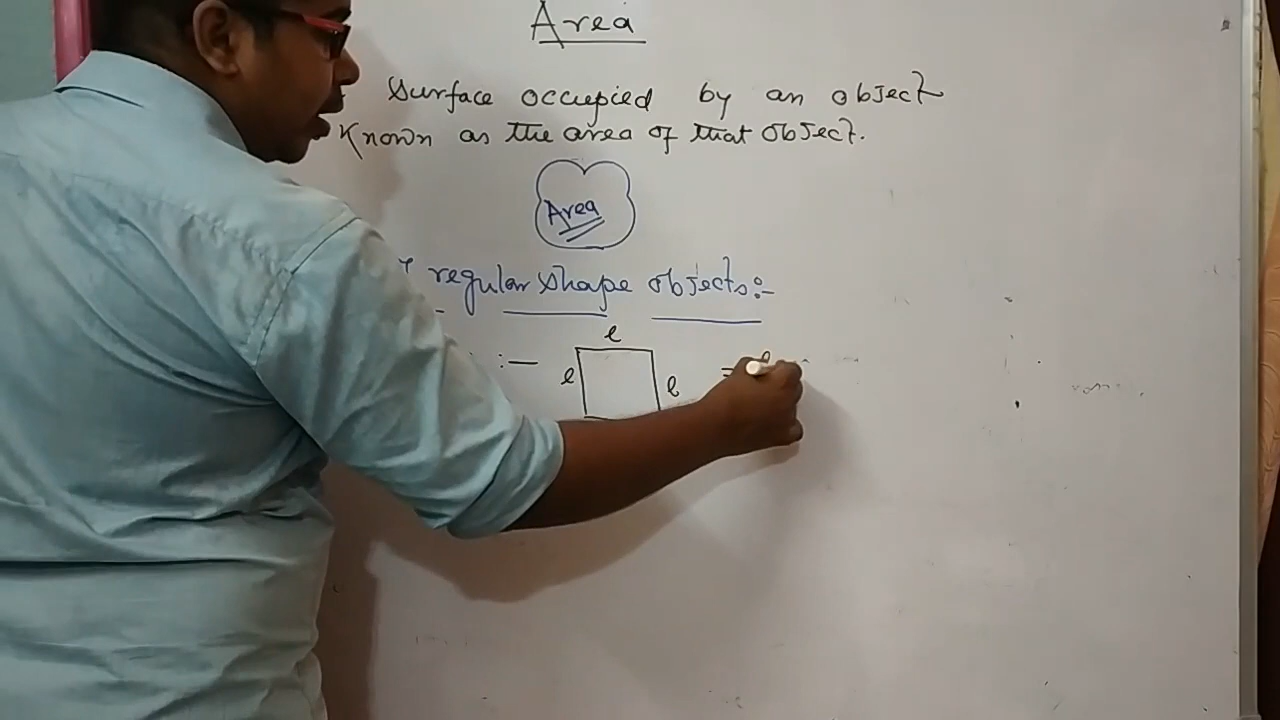 Area
Surface occupied by an object
Known as the area of that object.
Area
regular shape objects:-
l
:-
l
l
=